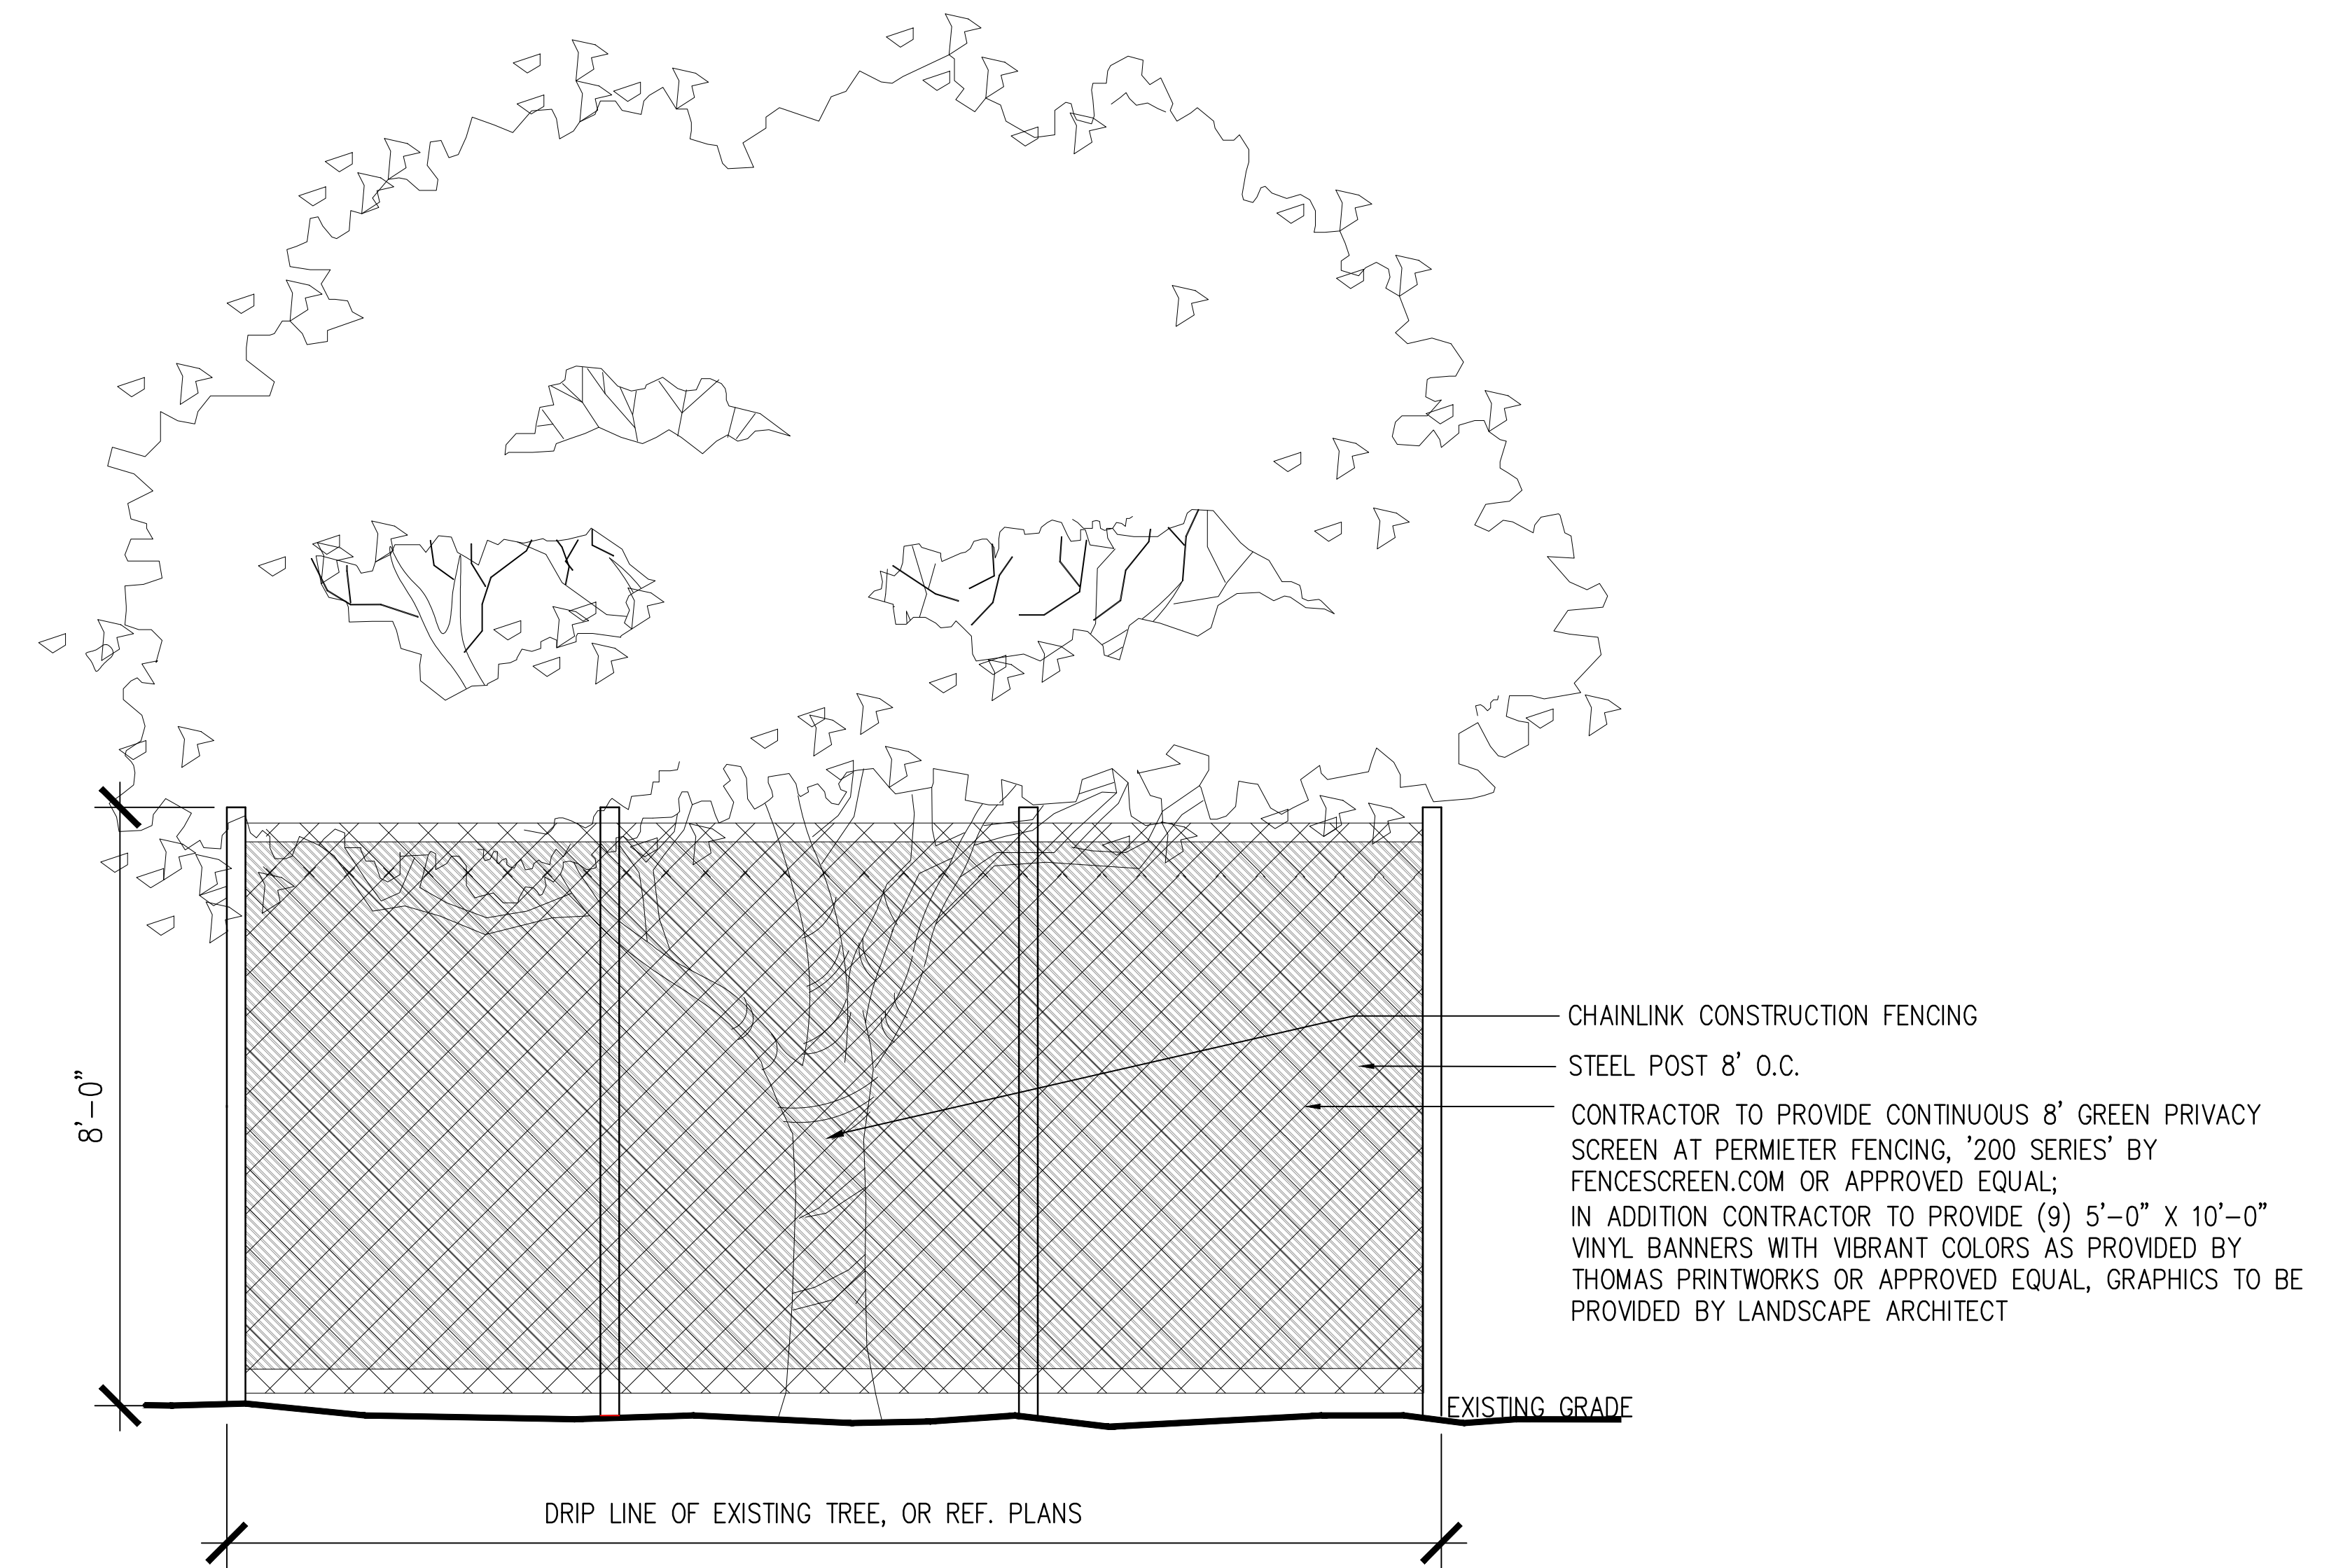 CHAINLINK CONSTRUCTION FENCING
STEEL POST 8' O.C.
CONTRACTOR TO PROVIDE CONTINUOUS 8' GREEN PRIVACY
SCREEN AT PERMIETER FENCING, '200 SERIES' BY
FENCESCREEN.COM OR APPROVED EQUAL;
IN ADDITION CONTRACTOR TO PROVIDE (9) 5'-0" X 10'-0"
VINYL BANNERS WITH VIBRANT COLORS AS PROVIDED BY
THOMAS PRINTWORKS OR APPROVED EQUAL, GRAPHICS TO BE
PROVIDED BY LANDSCAPE ARCHITECT
8'-0"
EXISTING GRADE
DRIP LINE OF EXISTING TREE, OR REF. PLANS